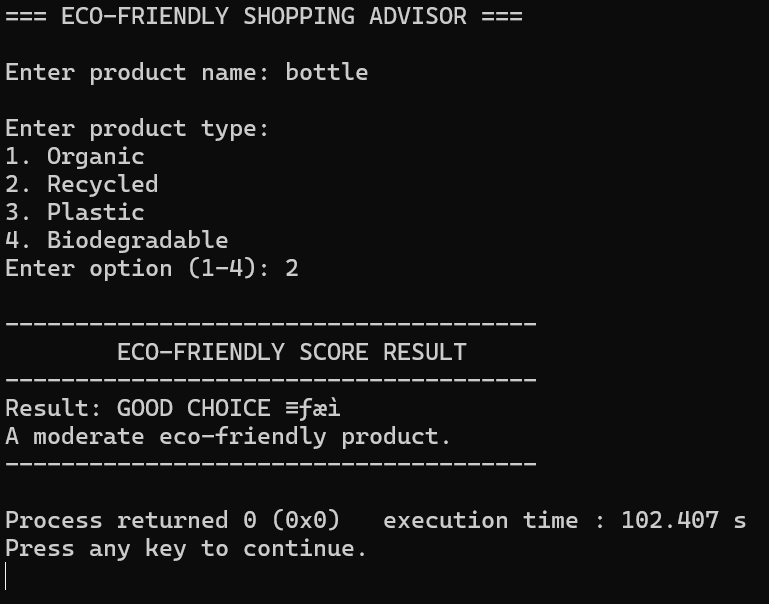 === ECO-FRIENDLY SHOPPING ADVISOR ===
Enter product name: bottle
Enter product type:
1. Organic
2. Recycled
3. Plastic
4. Biodegradable
Enter option (1-4): 2
--------------------------------------
        ECO-FRIENDLY SCORE RESULT
--------------------------------------
Result: GOOD CHOICE ≡ƒæì
A moderate eco-friendly product.
--------------------------------------
Process returned 0 (0x0)   execution time : 102.407 s
Press any key to continue.